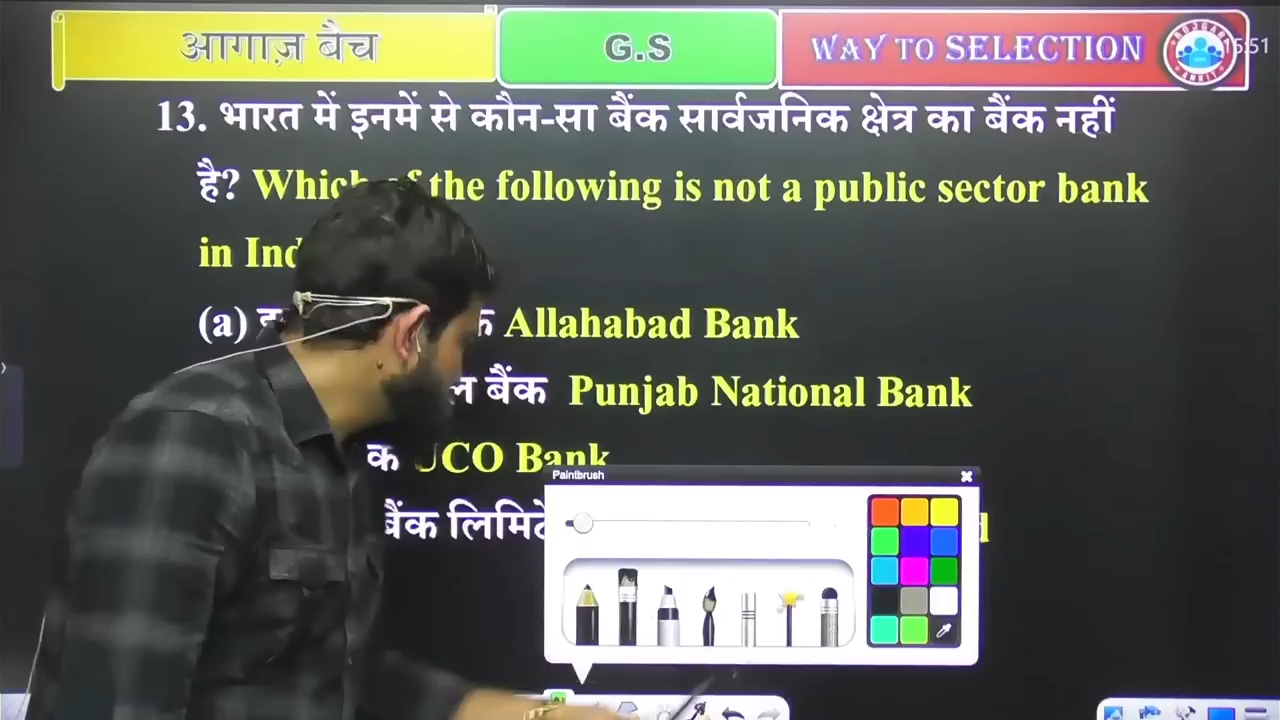 आगाज़ बैच
G.S
WAY TO SELECTION
15:51
13. भारत में इनमें से कौन-सा बैंक सार्वजनिक क्षेत्र का बैंक नहीं
है? Which of the following is not a public sector bank
in
(a) Allahabad Bank
बैंक Punjab National Bank
UCO Bank
बैंक
Paintbrush